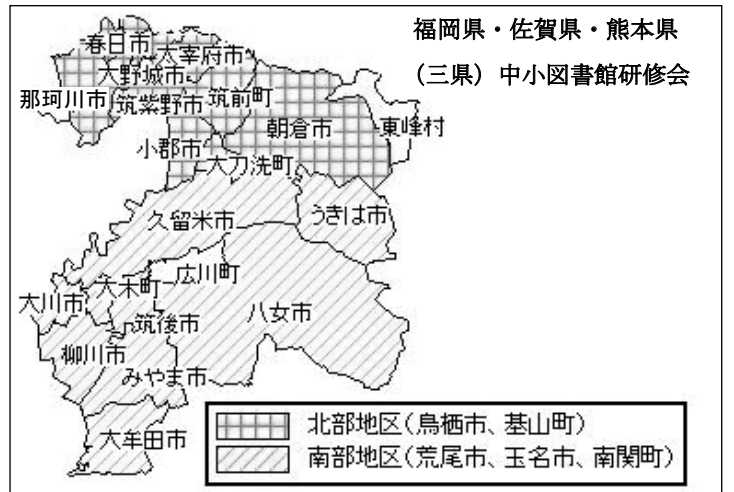 福岡県・佐賀県・熊本県
（三県）中小図書館研修会
春日市
太宰府市
大野城市
那珂川市
筑紫野市
筑前町
朝倉市
東峰村
小郡市
大刀洗町
久留米市
うきは市
広川町
大木町
大川市
八女市
筑後市
柳川市
みやま市
大牟田市
北部地区（鳥栖市、基山町）
南部地区（荒尾市、玉名市、南関町）